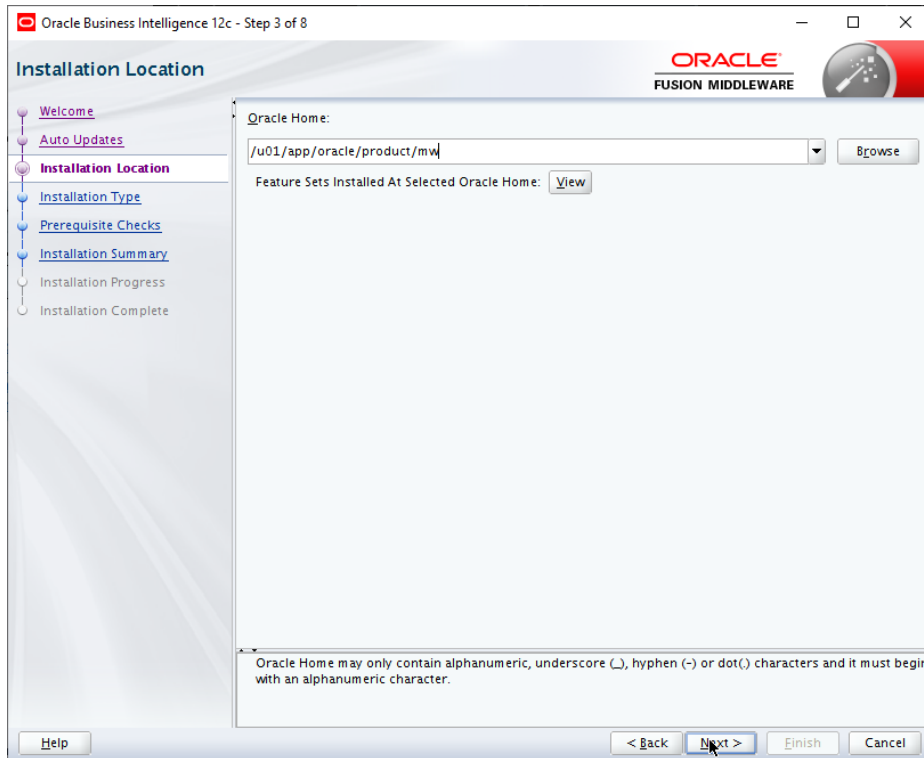 Oracle Business Intelligence 12c - Step 3 of 8
Installation Location
ORACLE
FUSION MIDDLEWARE
Welcome
Auto Updates
Installation Location
Installation Type
Prerequisite Checks
Installation Summary
Installation Progress
Installation Complete
Oracle Home:
/u01/app/oracle/product/mw
Browse
Feature Sets Installed At Selected Oracle Home: View
Oracle Home may only contain alphanumeric, underscore (_), hyphen (-) or dot(.) characters and it must begin
with an alphanumeric character.
Help
< Back
Next >
Finish
Cancel